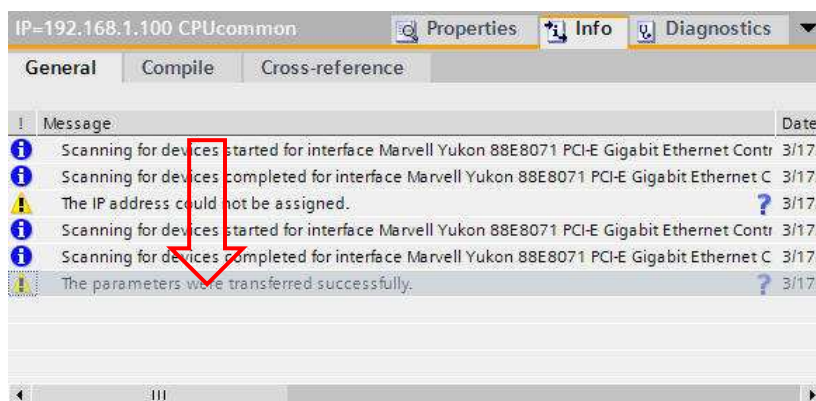 IP=192.168.1.100 CPUcommon Properties Info Diagnostics
General Compile Cross-reference
! Message Date
Scanning for devices started for interface Marvell Yukon 88E8071 PCI-E Gigabit Ethernet Contr 3/17
Scanning for devices completed for interface Marvell Yukon 88E8071 PCI-E Gigabit Ethernet C 3/17
The IP address could not be assigned. ? 3/17
Scanning for devices started for interface Marvell Yukon 88E8071 PCI-E Gigabit Ethernet Contr 3/17
Scanning for devices completed for interface Marvell Yukon 88E8071 PCI-E Gigabit Ethernet C 3/17
The parameters were transferred successfully. ? 3/17